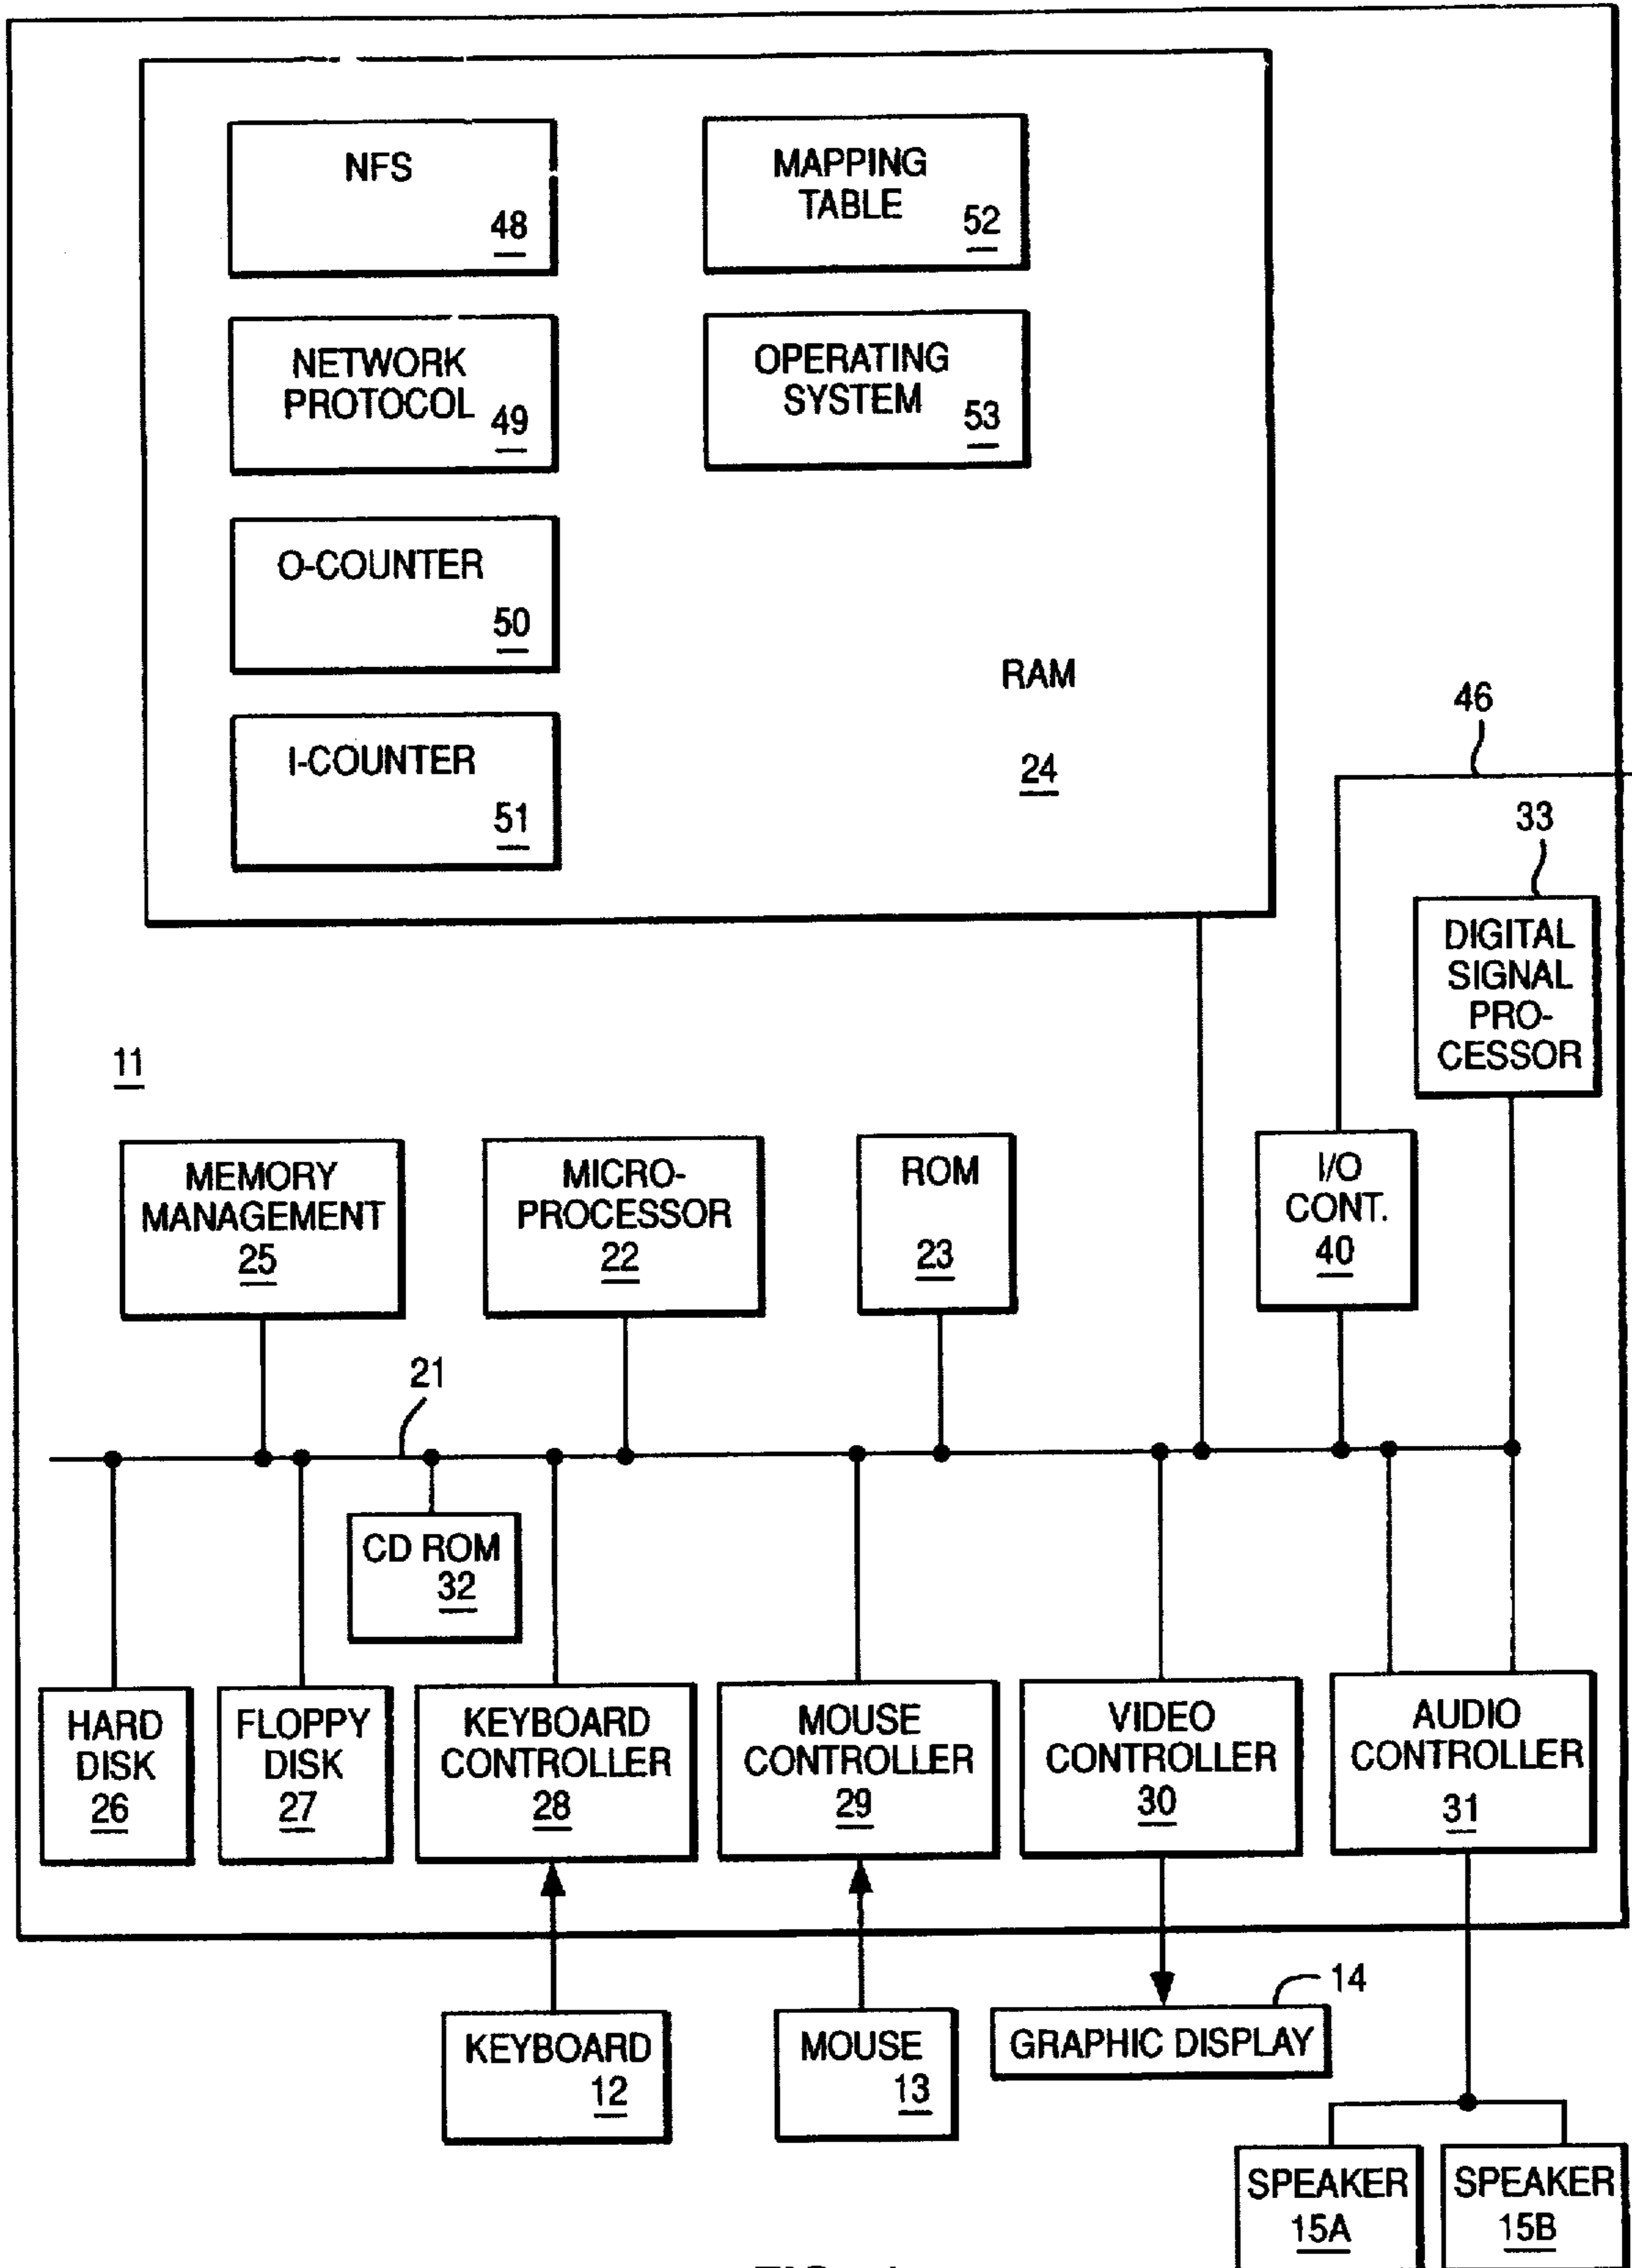 NFS
48
MAPPING
TABLE
52
NETWORK
PROTOCOL
49
OPERATING
SYSTEM
53
O-COUNTER
50
RAM
24
I-COUNTER
51
46
33
DIGITAL
SIGNAL
PRO-
CESSOR
11
MEMORY
MANAGEMENT
25
MICRO-
PROCESSOR
22
ROM
23
I/O
CONT.
40
21
CD ROM
32
HARD
DISK
26
FLOPPY
DISK
27
KEYBOARD
CONTROLLER
28
MOUSE
CONTROLLER
29
VIDEO
CONTROLLER
30
AUDIO
CONTROLLER
31
KEYBOARD
12
MOUSE
13
14
GRAPHIC DISPLAY
SPEAKER
15A
SPEAKER
15B